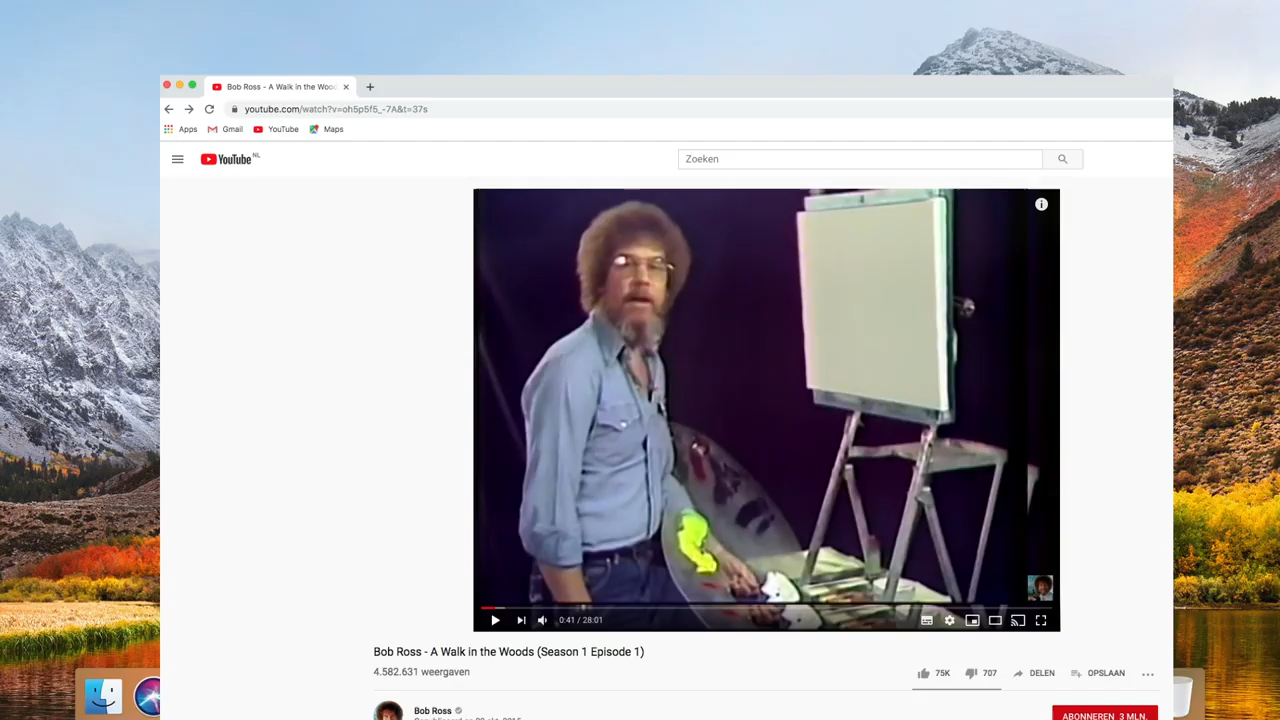 Bob Ross - A Walk in the Wood
youtube.com/watch?v=oh5p5f5_-7A&t=37s
Apps Gmail YouTube Maps
YouTube NL
Zoeken
0:41 / 28:01
Bob Ross - A Walk in the Woods (Season 1 Episode 1)
4.582.631 weergaven
75K 707 DELEN OPSLAAN
Bob Ross
ABONNEREN 3 MLN.